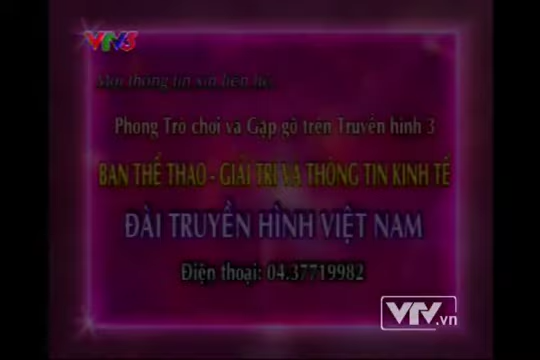 VTV3
Mọi thông tin xin liên hệ:
Phòng Trò chơi và Gặp gỡ trên Truyền hình 3
BAN THỂ THAO - GIẢI TRÍ VÀ THÔNG TIN KINH TẾ
ĐÀI TRUYỀN HÌNH VIỆT NAM
Điện thoại: 04.37719982
VTV.vn